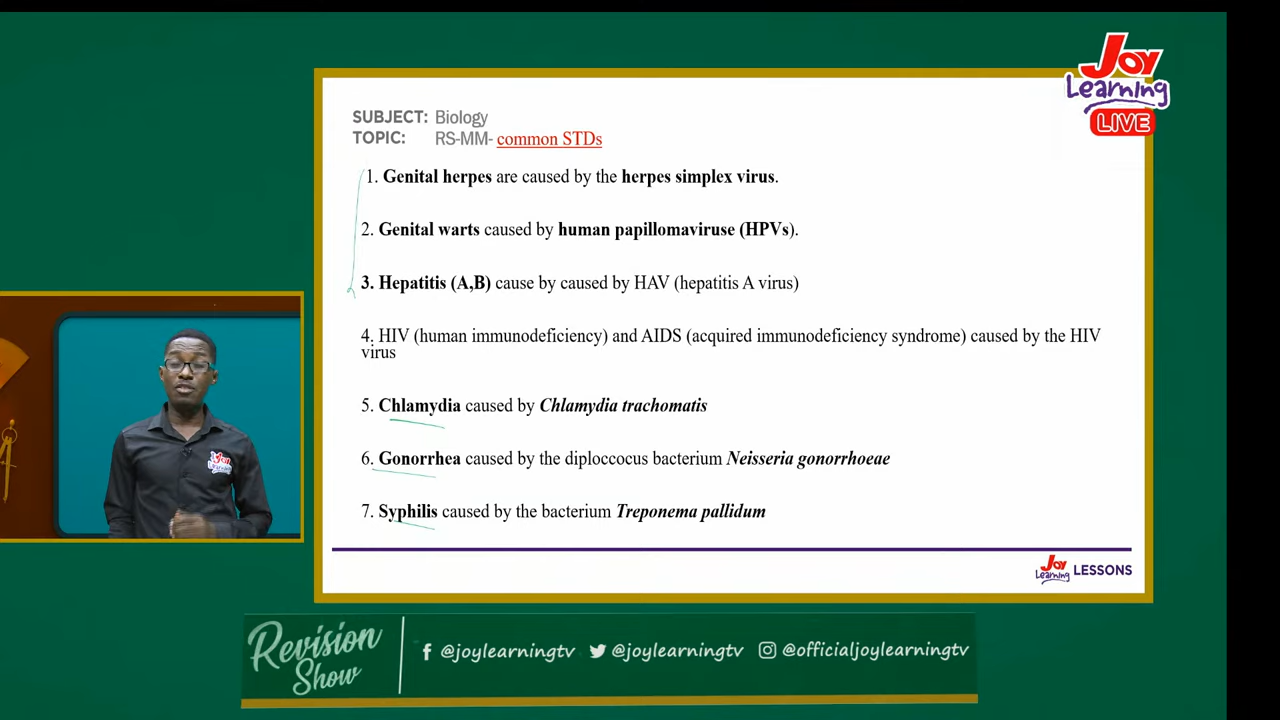 Joy
Learning
LIVE
SUBJECT: Biology
TOPIC: RS-MM- common STDs
1. Genital herpes are caused by the herpes simplex virus.
2. Genital warts caused by human papillomaviruse (HPVs).
3. Hepatitis (A,B) cause by caused by HAV (hepatitis A virus)
4. HIV (human immunodeficiency) and AIDS (acquired immunodeficiency syndrome) caused by the HIV
virus
5. Chlamydia caused by Chlamydia trachomatis
6. Gonorrhea caused by the diploccocus bacterium Neisseria gonorrhoeae
7. Syphilis caused by the bacterium Treponema pallidum
Joy Learning LESSONS
Revision
Show
@joylearningtv @joylearningtv @officialjoylearningtv